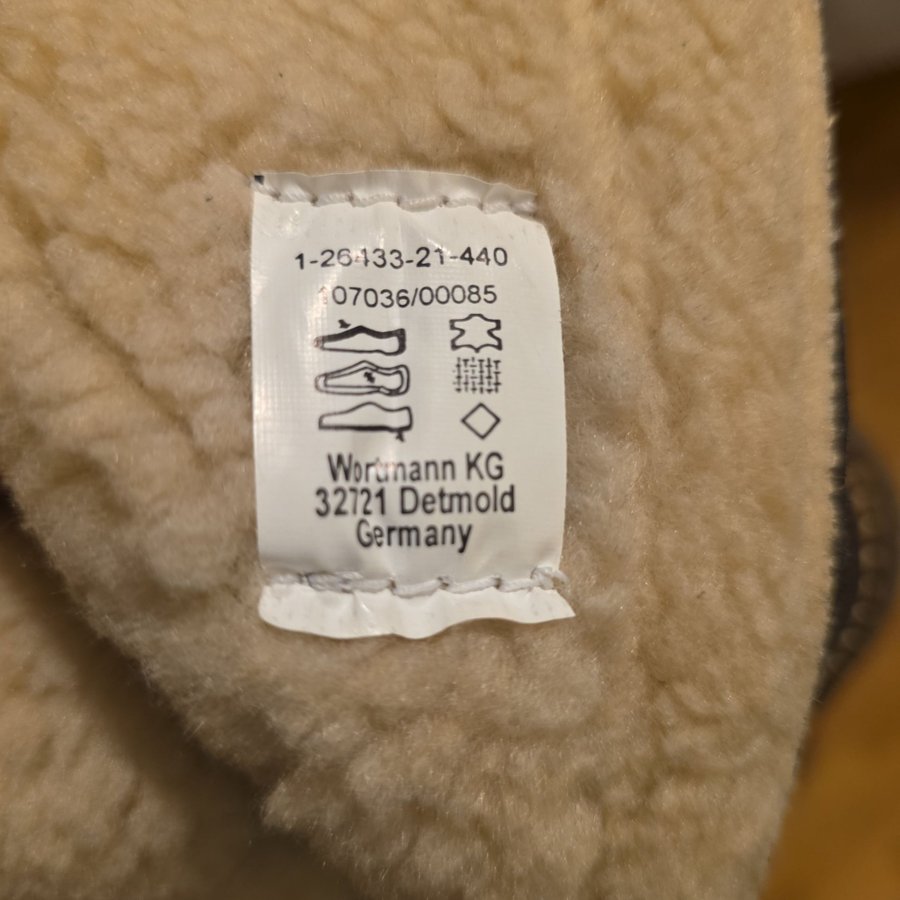 1-26433-21-440
107036/00085
Wortmann KG
32721 Detmold
Germany